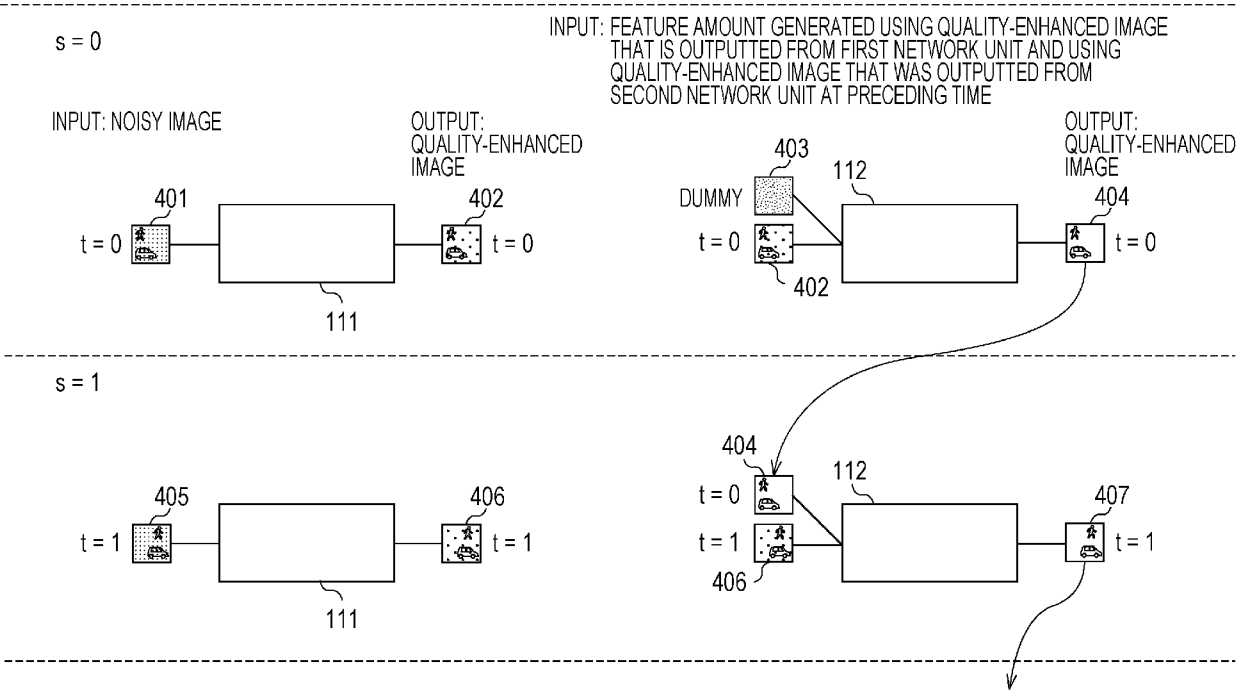 s = 0
INPUT: FEATURE AMOUNT GENERATED USING QUALITY-ENHANCED IMAGE
THAT IS OUTPUTTED FROM FIRST NETWORK UNIT AND USING
QUALITY-ENHANCED IMAGE THAT WAS OUTPUTTED FROM
SECOND NETWORK UNIT AT PRECEDING TIME
INPUT: NOISY IMAGE
OUTPUT:
QUALITY-ENHANCED
IMAGE
OUTPUT:
QUALITY-ENHANCED
IMAGE
401
t = 0
111
402
t = 0
403
DUMMY
t = 0
402
112
404
t = 0
s = 1
405
t = 1
111
406
t = 1
404
t = 0
t = 1
406
112
407
t = 1